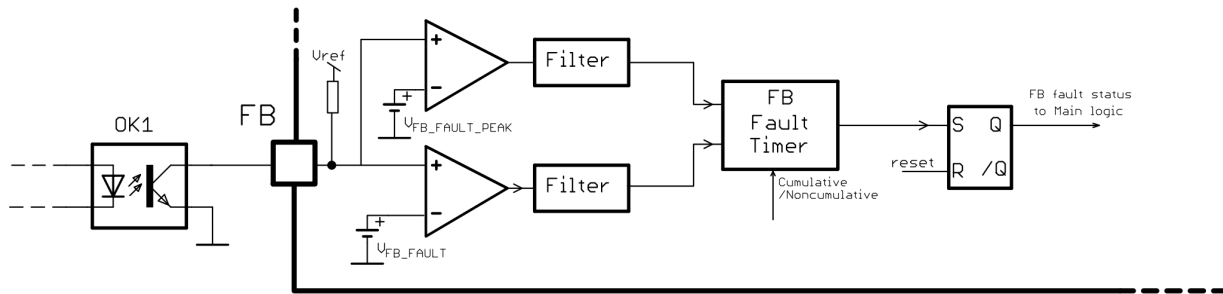 OK1
FB
Vref
+
-
+
VFB_FAULT_PEAK
+
-
+
VFB_FAULT
Filter
Filter
FB
Fault
Timer
Cumulative
/Noncumulative
reset
S Q
R /Q
FB fault status
to Main logic